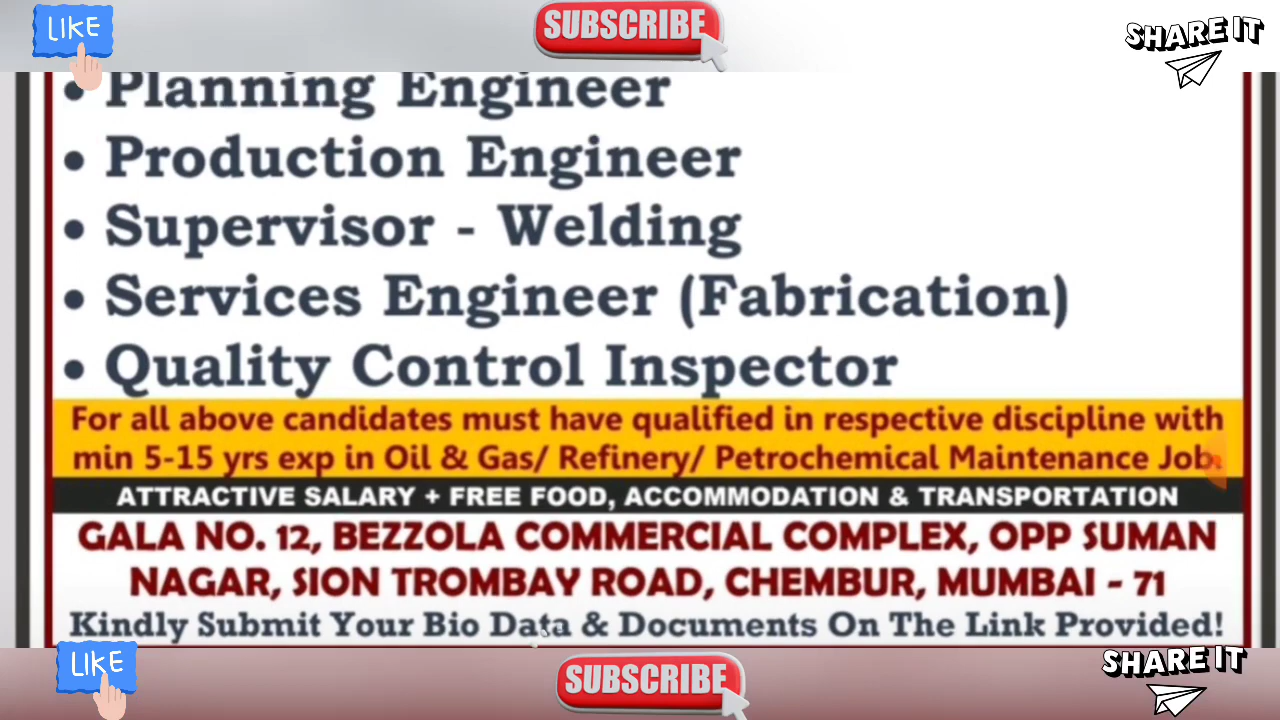 LIKE
SUBSCRIBE
SHARE IT
• Planning Engineer
• Production Engineer
• Supervisor - Welding
• Services Engineer (Fabrication)
• Quality Control Inspector
For all above candidates must have qualified in respective discipline with
min 5-15 yrs exp in Oil & Gas/ Refinery/ Petrochemical Maintenance Job.
ATTRACTIVE SALARY + FREE FOOD, ACCOMMODATION & TRANSPORTATION
GALA NO. 12, BEZZOLA COMMERCIAL COMPLEX, OPP SUMAN
NAGAR, SION TROMBAY ROAD, CHEMBUR, MUMBAI - 71
Kindly Submit Your Bio Data & Documents On The Link Provided!
LIKE
SUBSCRIBE
SHARE IT